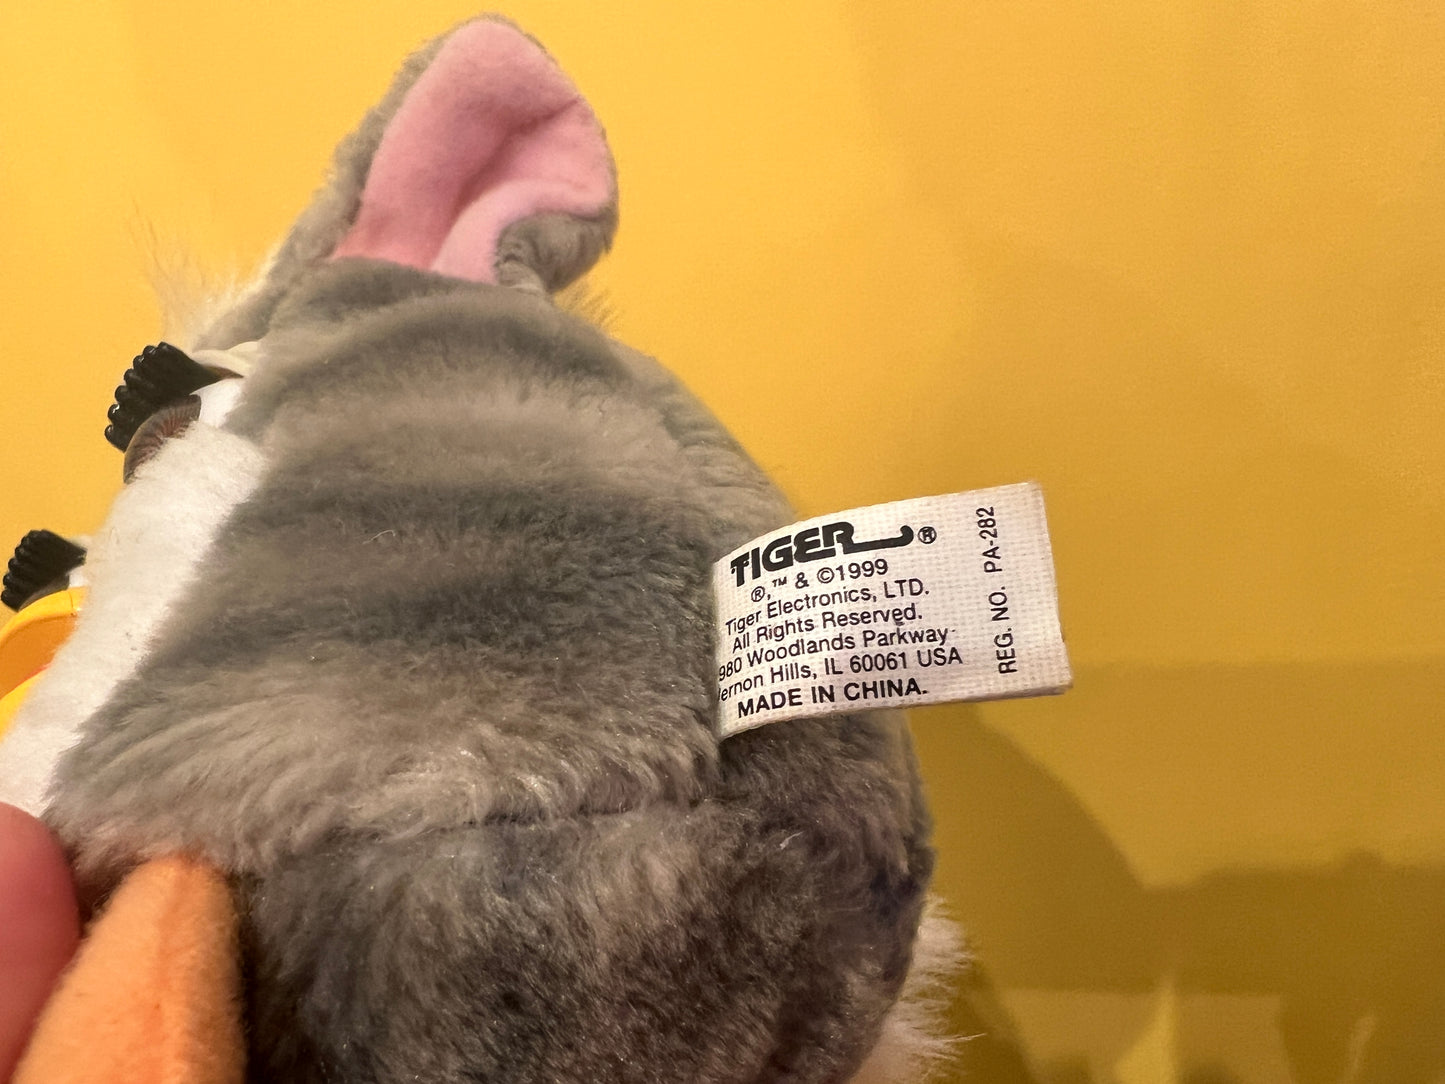 TIGER®
®,™ & ©1999
Tiger Electronics, LTD.
All Rights Reserved.
980 Woodlands Parkway
ernon Hills, IL 60061 USA
MADE IN CHINA.
REG. NO. PA-282